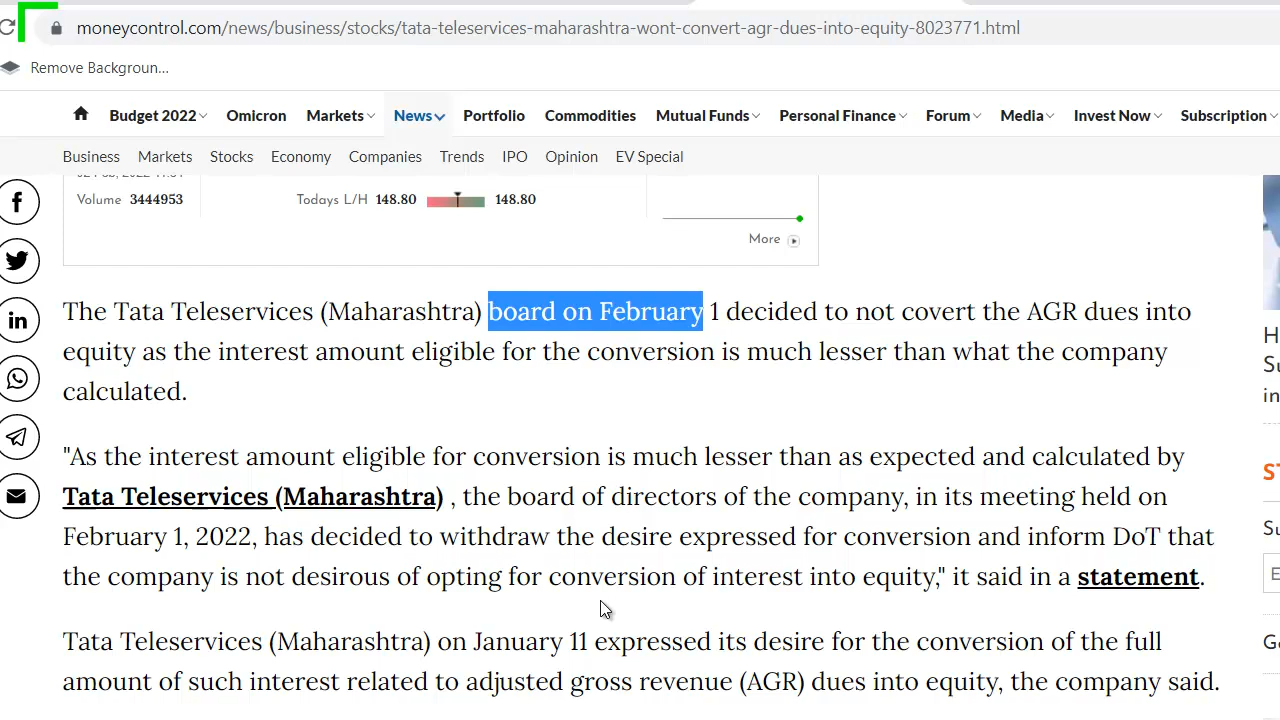 moneycontrol.com/news/business/stocks/tata-teleservices-maharashtra-wont-convert-agr-dues-into-equity-8023771.html
Remove Backgroun...
Budget 2022 Omicron Markets News Portfolio Commodities Mutual Funds Personal Finance Forum Media Invest Now Subscription
Business Markets Stocks Economy Companies Trends IPO Opinion EV Special
Volume 3444953 Todays L/H 148.80 148.80
More
The Tata Teleservices (Maharashtra) board on February 1 decided to not covert the AGR dues into
equity as the interest amount eligible for the conversion is much lesser than what the company
calculated.
"As the interest amount eligible for conversion is much lesser than as expected and calculated by
Tata Teleservices (Maharashtra) , the board of directors of the company, in its meeting held on
February 1, 2022, has decided to withdraw the desire expressed for conversion and inform DoT that
the company is not desirous of opting for conversion of interest into equity," it said in a statement.
Tata Teleservices (Maharashtra) on January 11 expressed its desire for the conversion of the full
amount of such interest related to adjusted gross revenue (AGR) dues into equity, the company said.
in